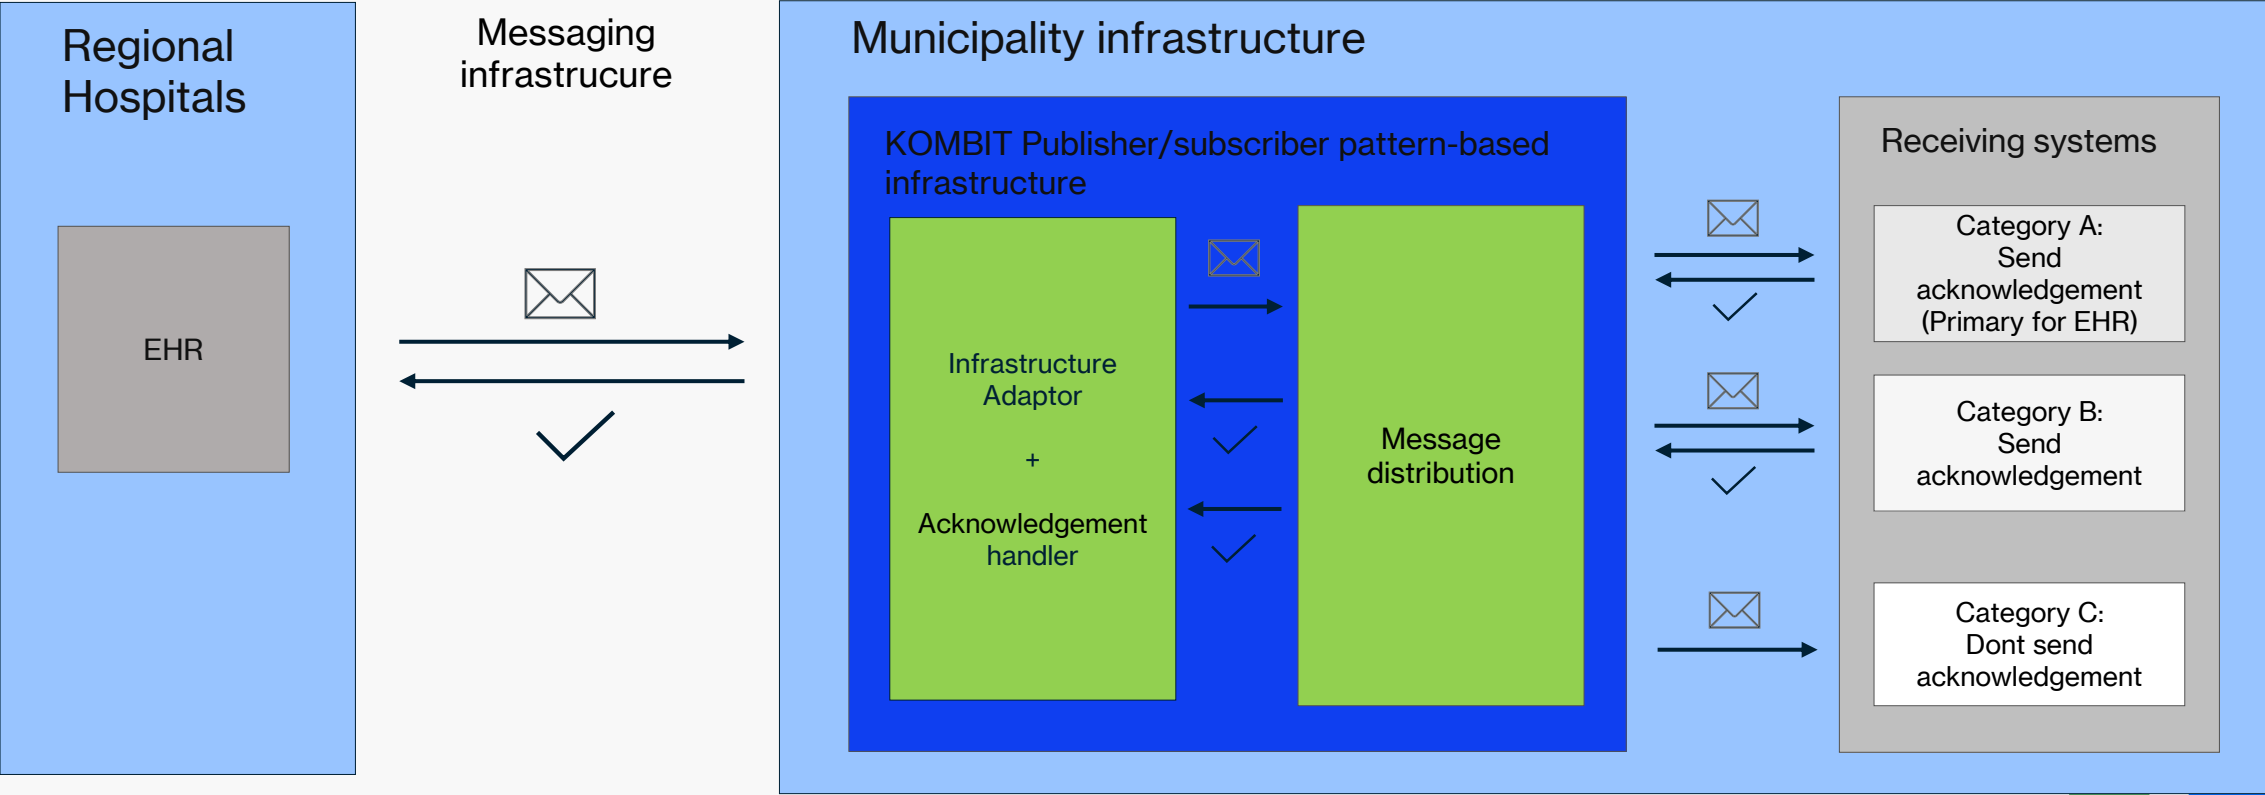 Regional
Hospitals
EHR
Messaging
infrastrucure
Municipality infrastructure
KOMBIT Publisher/subscriber pattern-based
infrastructure
Infrastructure
Adaptor
+
Acknowledgement
handler
Message
distribution
Receiving systems
Category A:
Send
acknowledgement
(Primary for EHR)
Category B:
Send
acknowledgement
Category C:
Dont send
acknowledgement